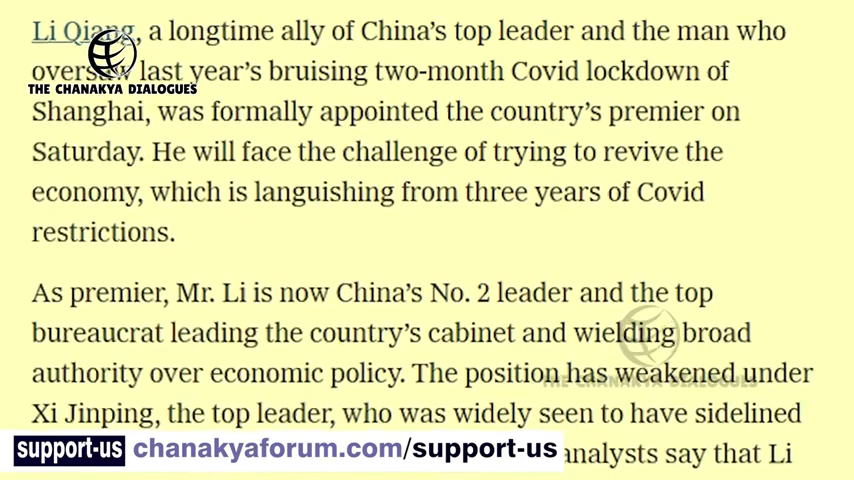 Li Qiang, a longtime ally of China's top leader and the man who
oversaw last year's bruising two-month Covid lockdown of
THE CHANAKYA DIALOGUES
Shanghai, was formally appointed the country's premier on
Saturday. He will face the challenge of trying to revive the
economy, which is languishing from three years of Covid
restrictions.
As premier, Mr. Li is now China's No. 2 leader and the top
bureaucrat leading the country's cabinet and wielding broad
authority over economic policy. The position has weakened under
THE CHANAKYA DIALOGUES
Xi Jinping, the top leader, who was widely seen to have sidelined
support-us chanakyaforum.com/support-us
analysts say that Li